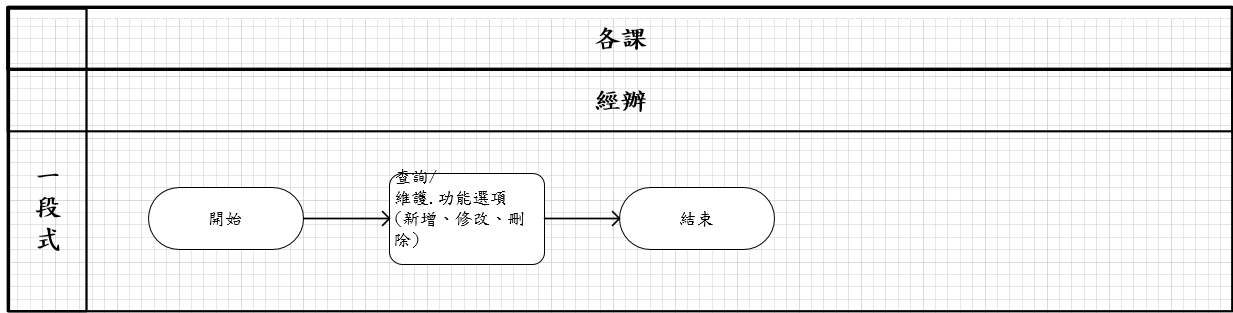 各課
經辦
一
段
式
開始
查詢/
維護.功能選項
(新增、修改、刪
除)
結束